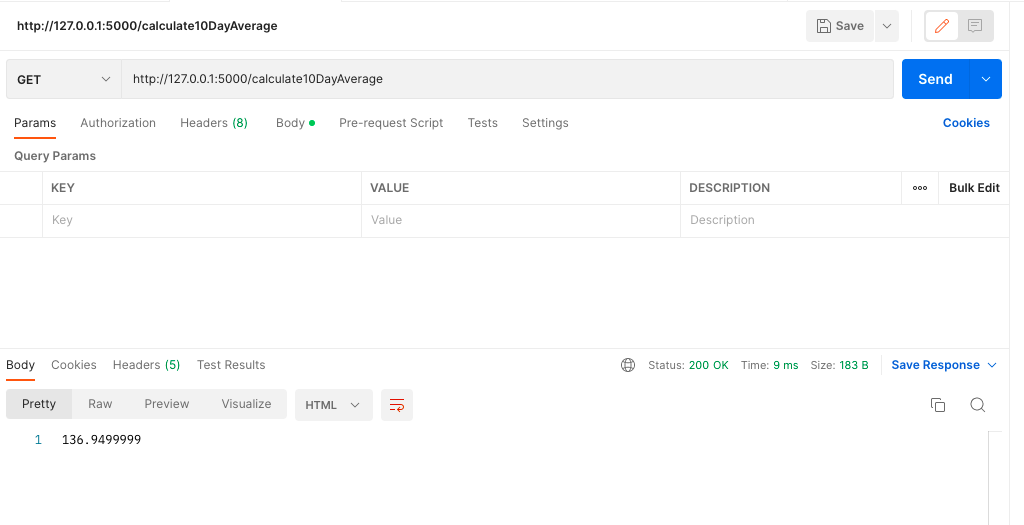 http://127.0.0.1:5000/calculate10DayAverage Save
GET http://127.0.0.1:5000/calculate10DayAverage Send
Params Authorization Headers (8) Body Pre-request Script Tests Settings Cookies
Query Params
KEY VALUE DESCRIPTION Bulk Edit
Key Value Description
Body Cookies Headers (5) Test Results Status: 200 OK Time: 9 ms Size: 183 B Save Response
Pretty Raw Preview Visualize HTML
1 136.9499999